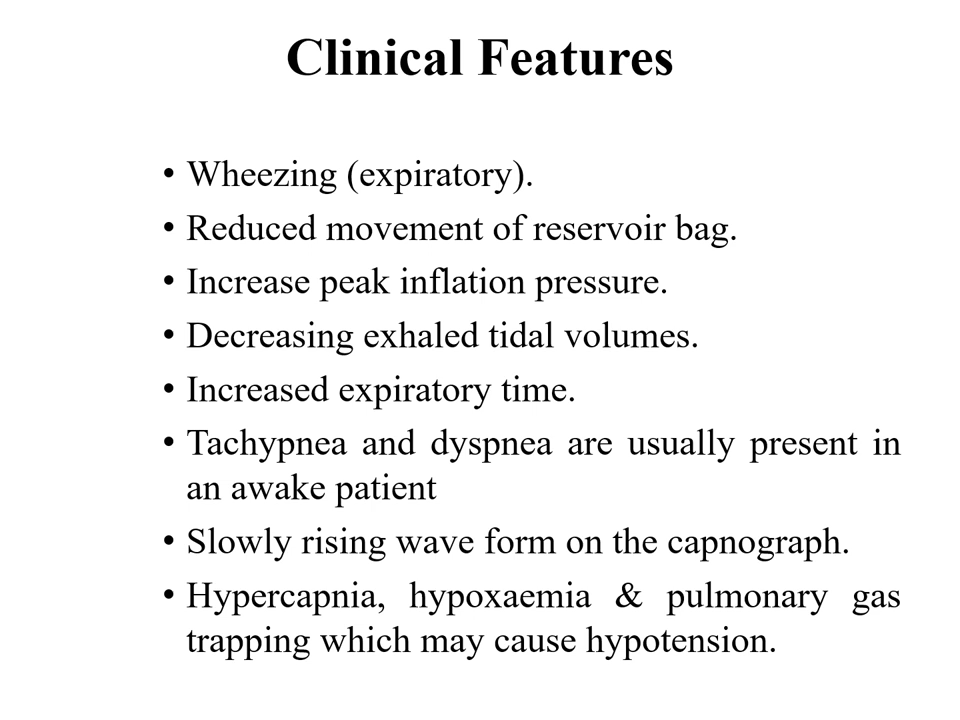 Clinical Features
• Wheezing (expiratory).
• Reduced movement of reservoir bag.
• Increase peak inflation pressure.
• Decreasing exhaled tidal volumes.
• Increased expiratory time.
• Tachypnea and dyspnea are usually present in
an awake patient
• Slowly rising wave form on the capnograph.
• Hypercapnia, hypoxaemia & pulmonary gas
trapping which may cause hypotension.